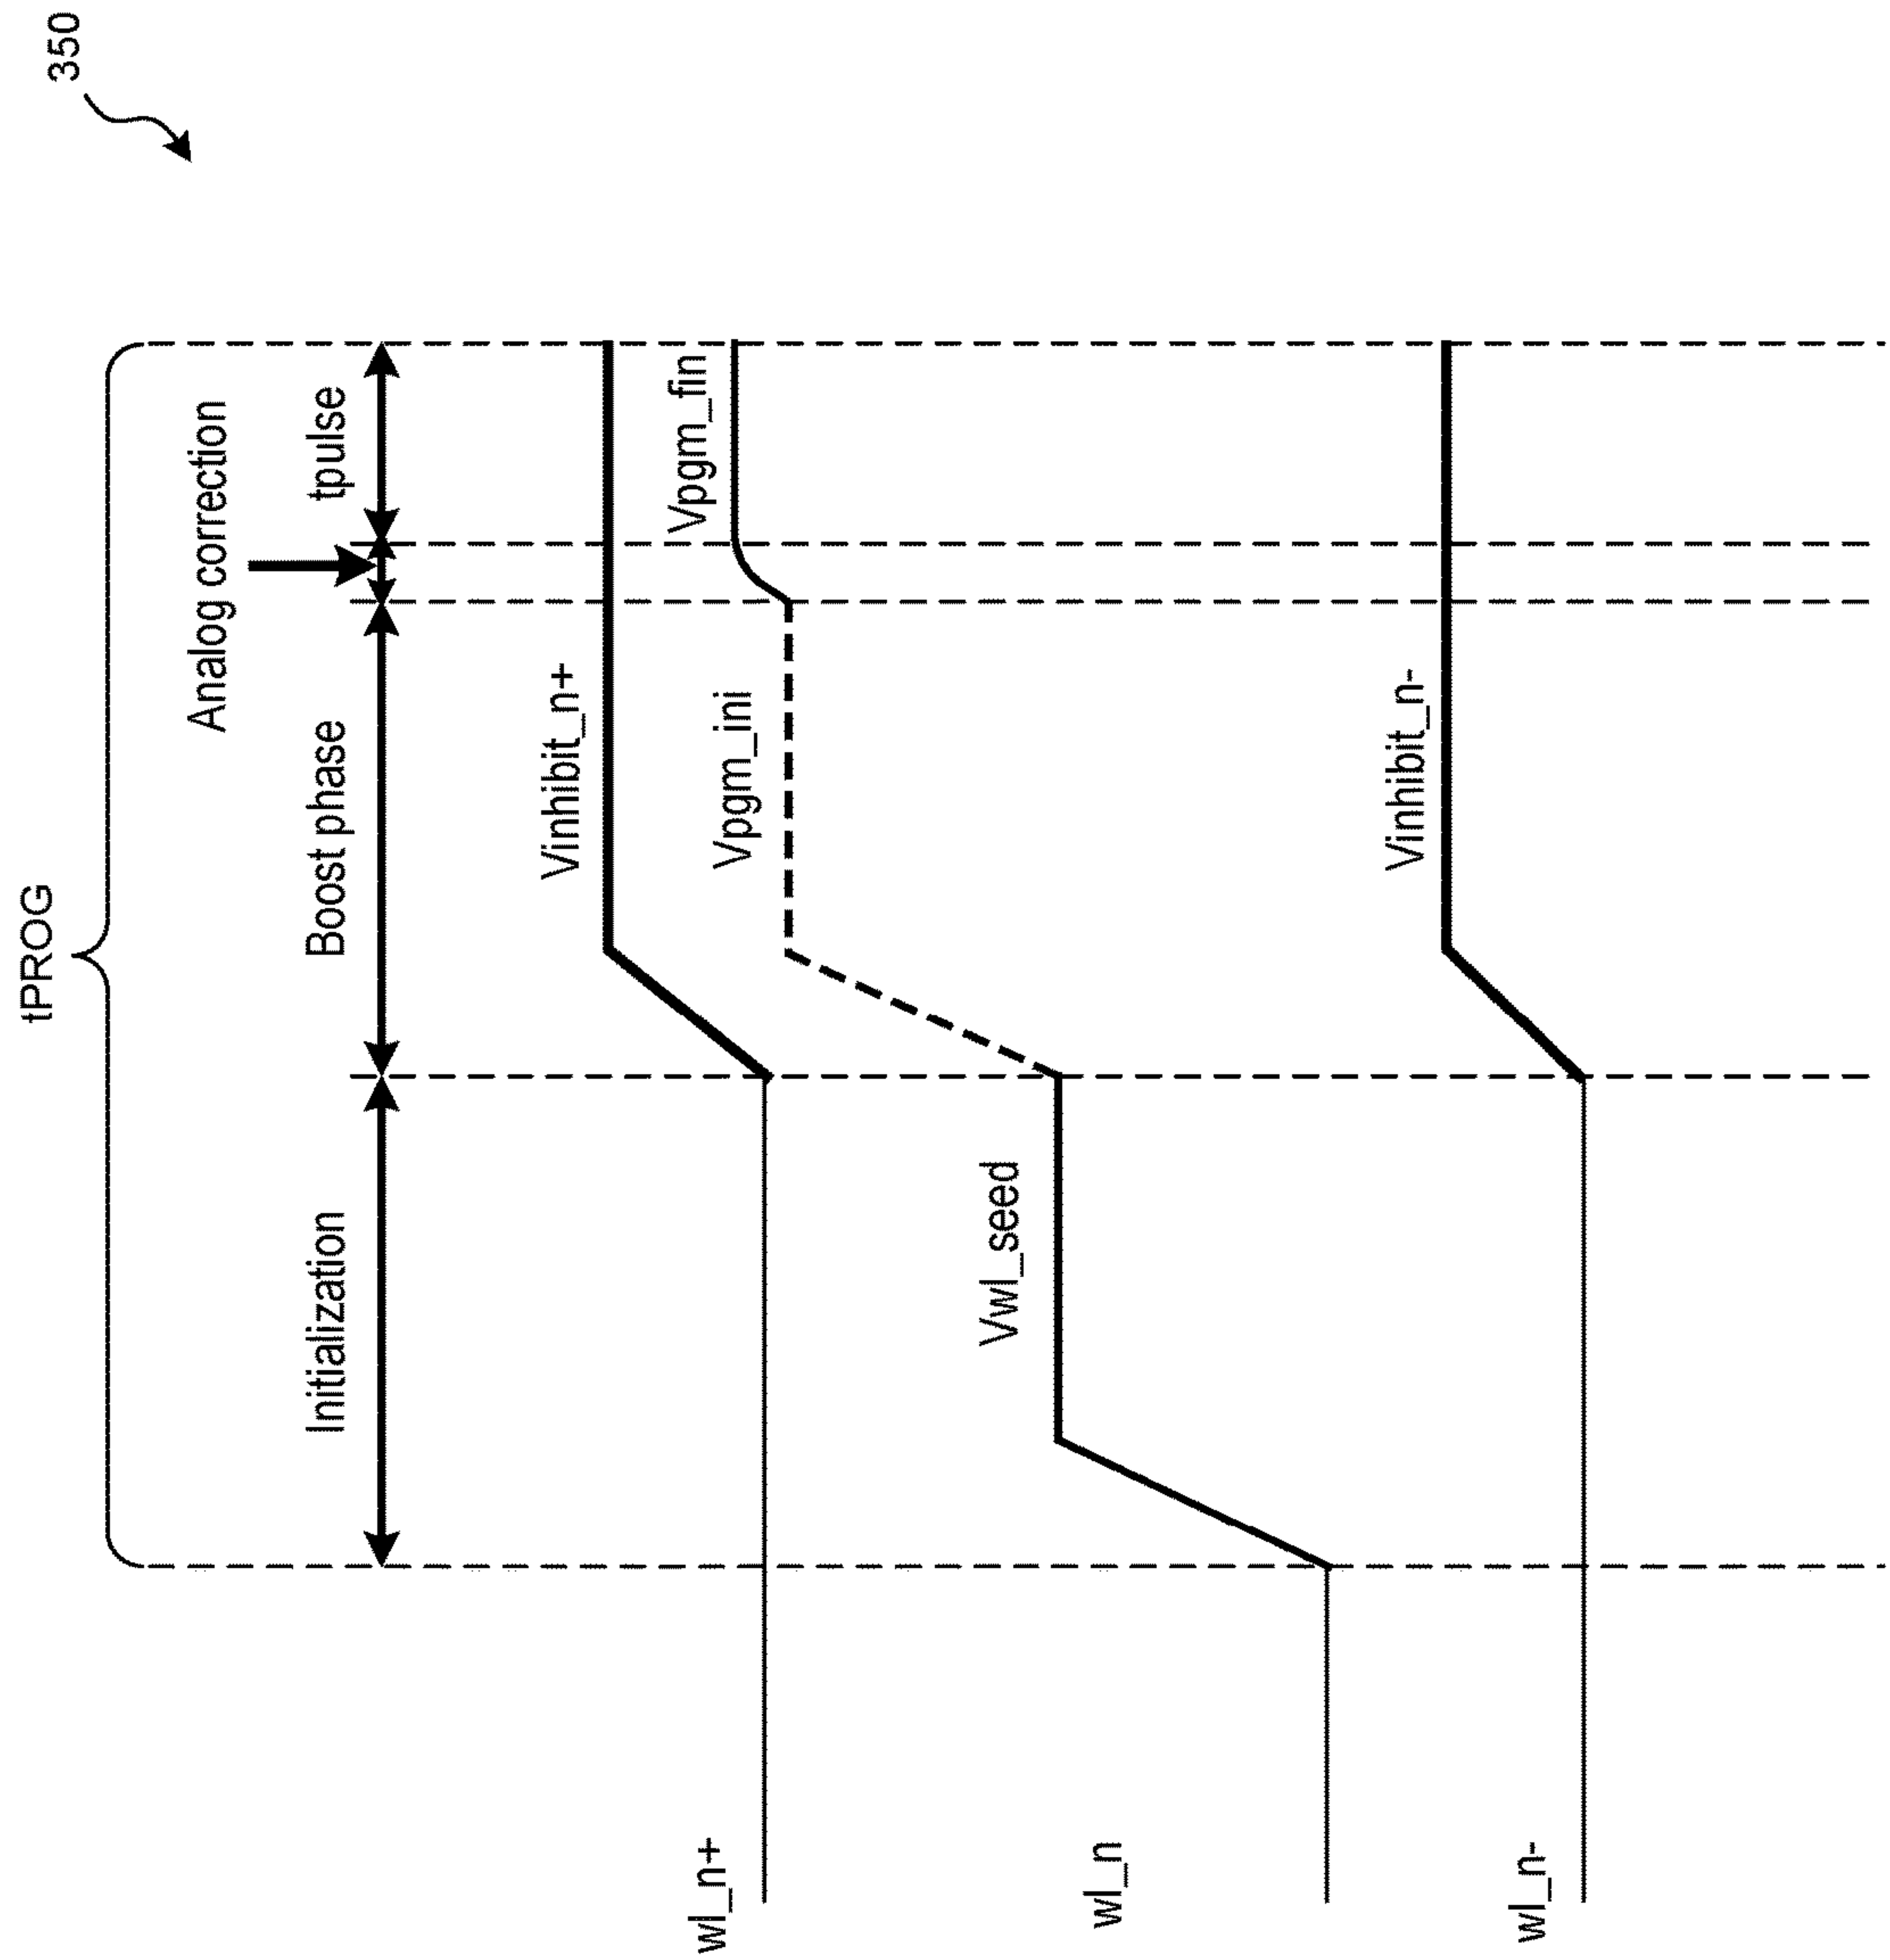 350
tPROG
Analog correction
Initialization
Boost phase
tpulse
wl_n+
Vinhibit_n+
Vpgm_ini
Vpgm_fin
wl_n
Vwl_seed
wl_n-
Vinhibit_n-